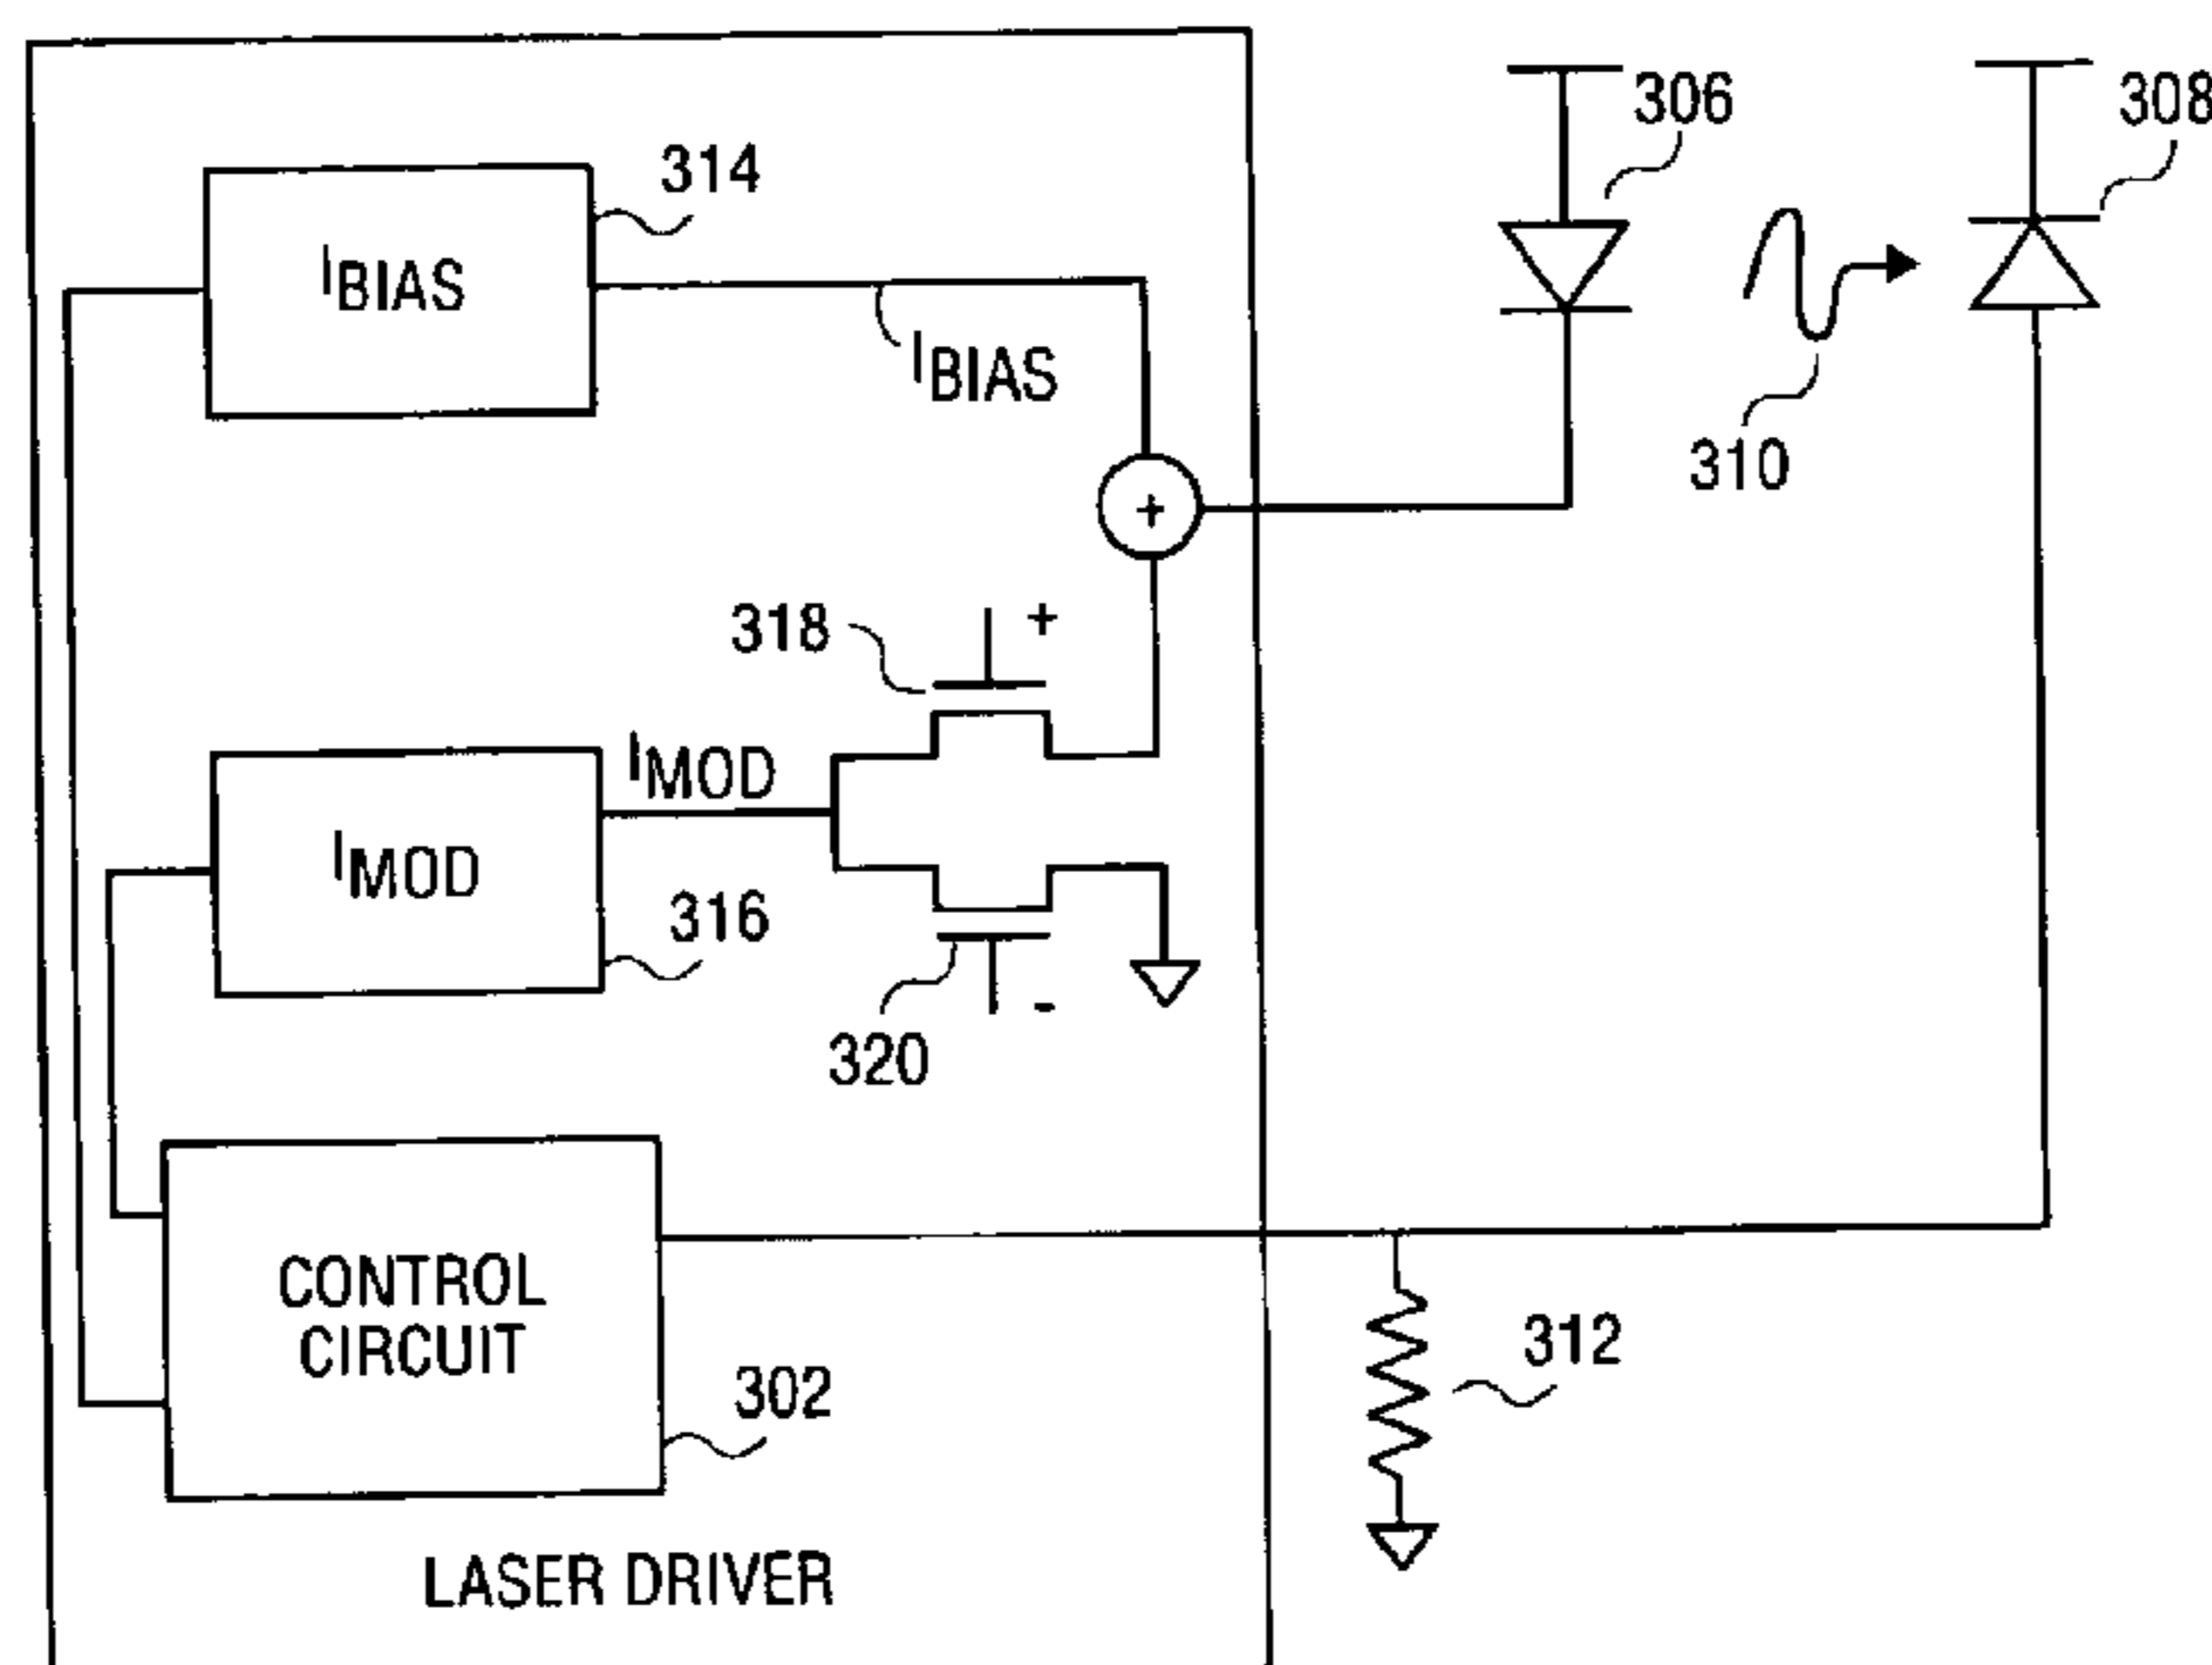 306
308
314
IBIAS
IBIAS
310
318
+
+
IMOD
IMOD
316
-
320
CONTROL
CIRCUIT
312
302
LASER DRIVER